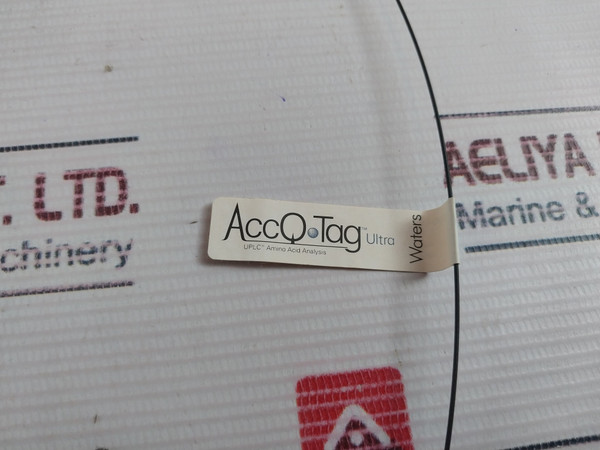 T. LTD.
chinery
AccQ•Tag™ Ultra
UPLC® Amino Acid Analysis
Waters
AELIYA
Marine &